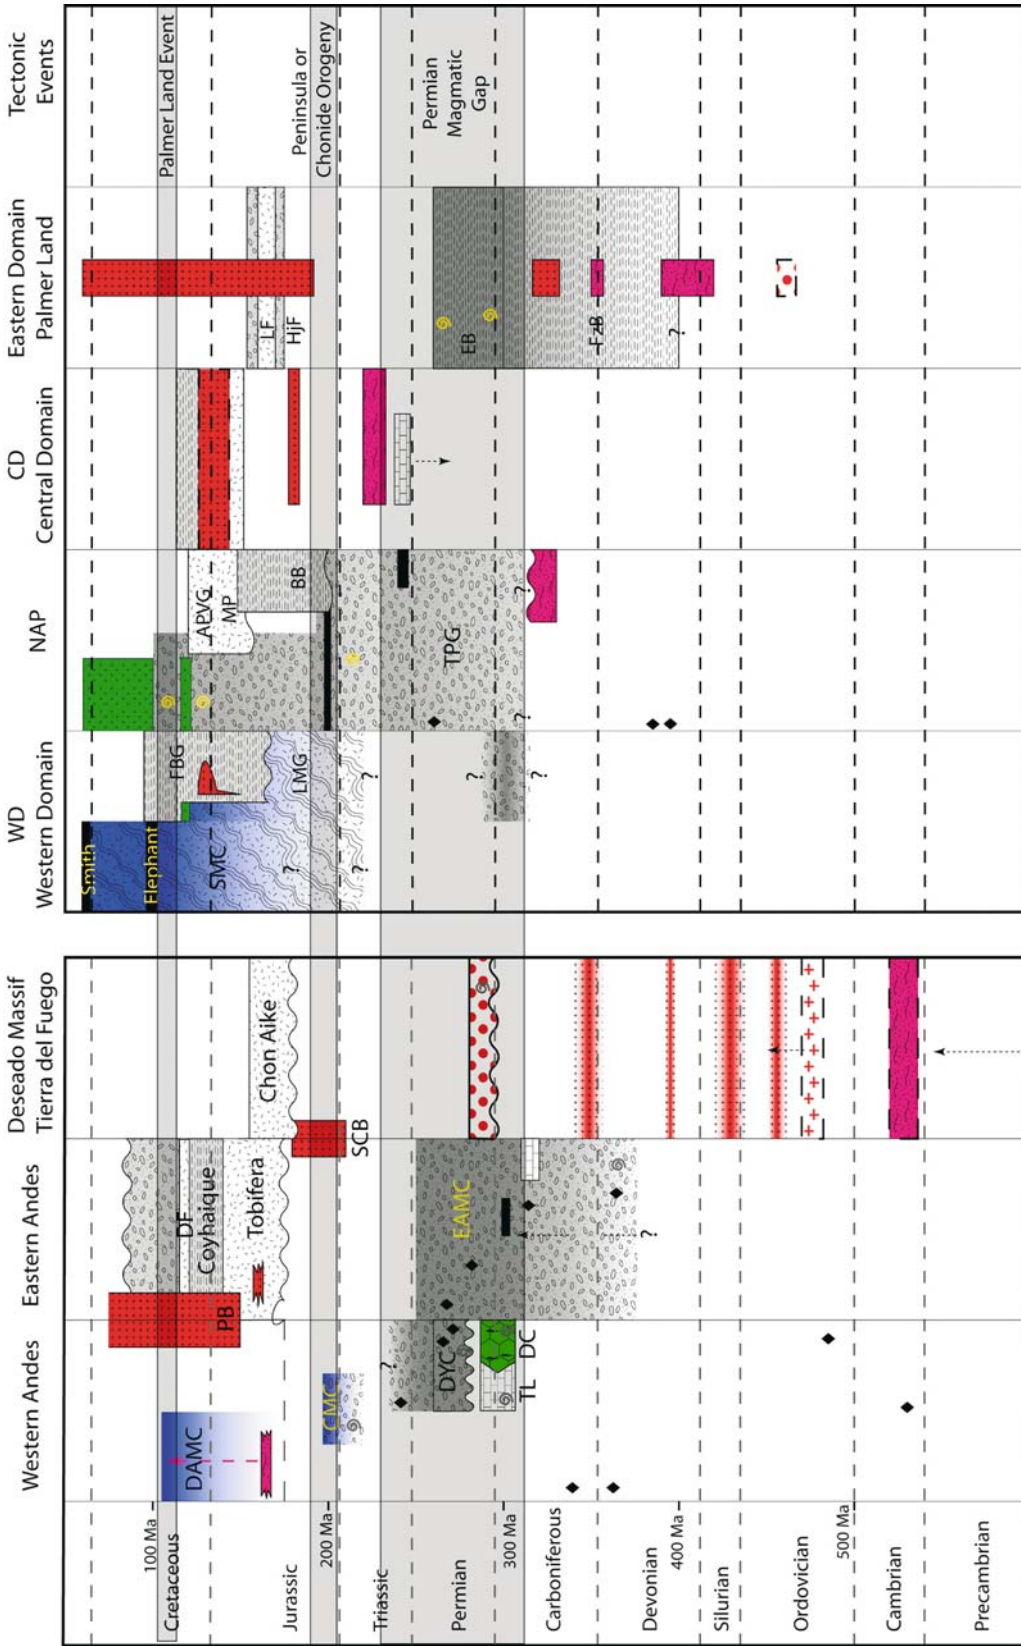 Western Andes
Eastern Andes
Deseado Massif
Tierra del Fuego
WD
Western Domain
NAP
CD
Central Domain
Eastern Domain
Palmer Land
Tectonic
Events
100 Ma
Cretaceous
Jurassic
200 Ma
Triassic
Permian
300 Ma
Carboniferous
Devonian
400 Ma
Silurian
Ordovician
500 Ma
Cambrian
Precambrian
DAMC
CMC
?
DYC
TL
DC
PB
DF
Coyhaique
Tobifera
EAMC
?
Chon Aike
SCB
Smith
Elephant
SMC
?
?
FBG
LMG
?
?
?
APVG
MP
BB
TPG
?
?
LF
HjF
EB
FzB
?
Palmer Land Event
Peninsula or
Chonide Orogeny
Permian
Magmatic
Gap